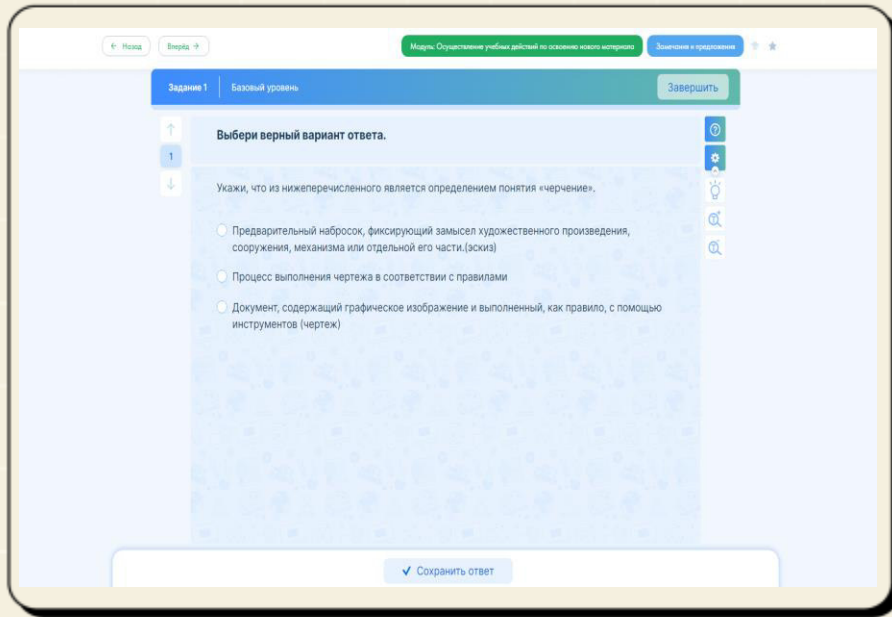 ← Назад
Вперёд →
Модуль: Осуществление учебных действий по освоению нового материала
Замечания и предложения
Задание 1
Базовый уровень
Завершить
1
Выбери верный вариант ответа.
Укажи, что из нижеперечисленного является определением понятия «черчение».
Предварительный набросок, фиксирующий замысел художественного произведения,
сооружения, механизма или отдельной его части.(эскиз)
Процесс выполнения чертежа в соответствии с правилами
Документ, содержащий графическое изображение и выполненный, как правило, с помощью
инструментов (чертеж)
Сохранить ответ